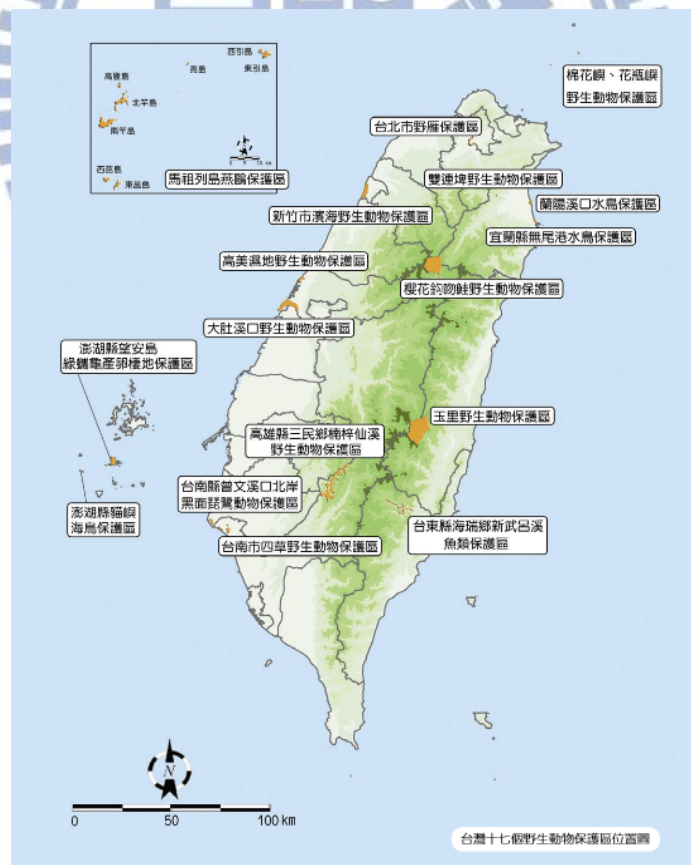 西引島
東引島
亮島
高登島
北竿島
南竿島
西莒島
東莒島
N
0 5 10 km
馬祖列島燕鷗保護區
棉花嶼、花瓶嶼
野生動物保護區
台北市野雁保護區
雙連埤野生動物保護區
蘭陽溪口水鳥保護區
新竹市濱海野生動物保護區
宜蘭縣無尾港水鳥保護區
高美濕地野生動物保護區
櫻花鈎吻鮭野生動物保護區
大肚溪口野生動物保護區
澎湖縣望安島
綠蠵龜產卵棲地保護區
玉里野生動物保護區
高雄縣三民鄉楠梓仙溪
野生動物保護區
台南縣曾文溪口北岸
黑面琵鷺動物保護區
澎湖縣貓嶼
海鳥保護區
台東縣海瑞鄉新武呂溪
魚類保護區
台南市四草野生動物保護區
N
0 50 100 km
台灣十七個野生動物保護區位置圖